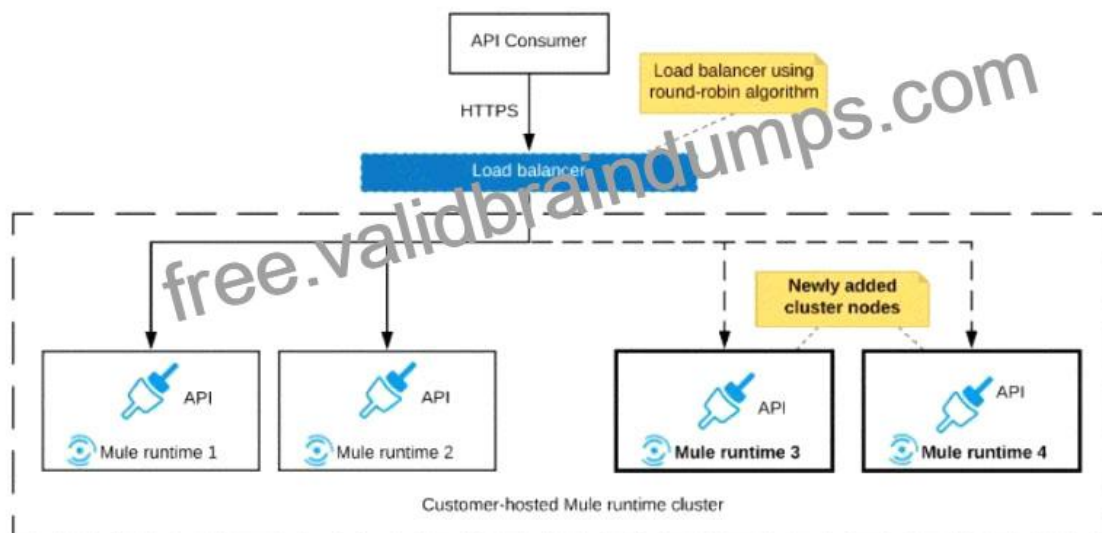 API Consumer
Load balancer using
round-robin algorithm
HTTPS
Load balancer
free.validbraindumps.com
Newly added
cluster nodes
API
API
API
API
Mule runtime 1
Mule runtime 2
Mule runtime 3
Mule runtime 4
Customer-hosted Mule runtime cluster